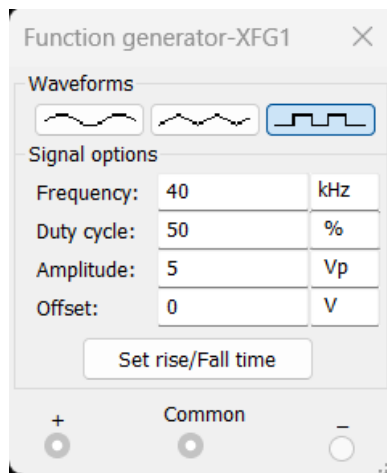 Function generator-XFG1
Waveforms
Signal options
Frequency: 40 kHz
Duty cycle: 50 %
Amplitude: 5 Vp
Offset: 0 V
Set rise/Fall time
+ Common –